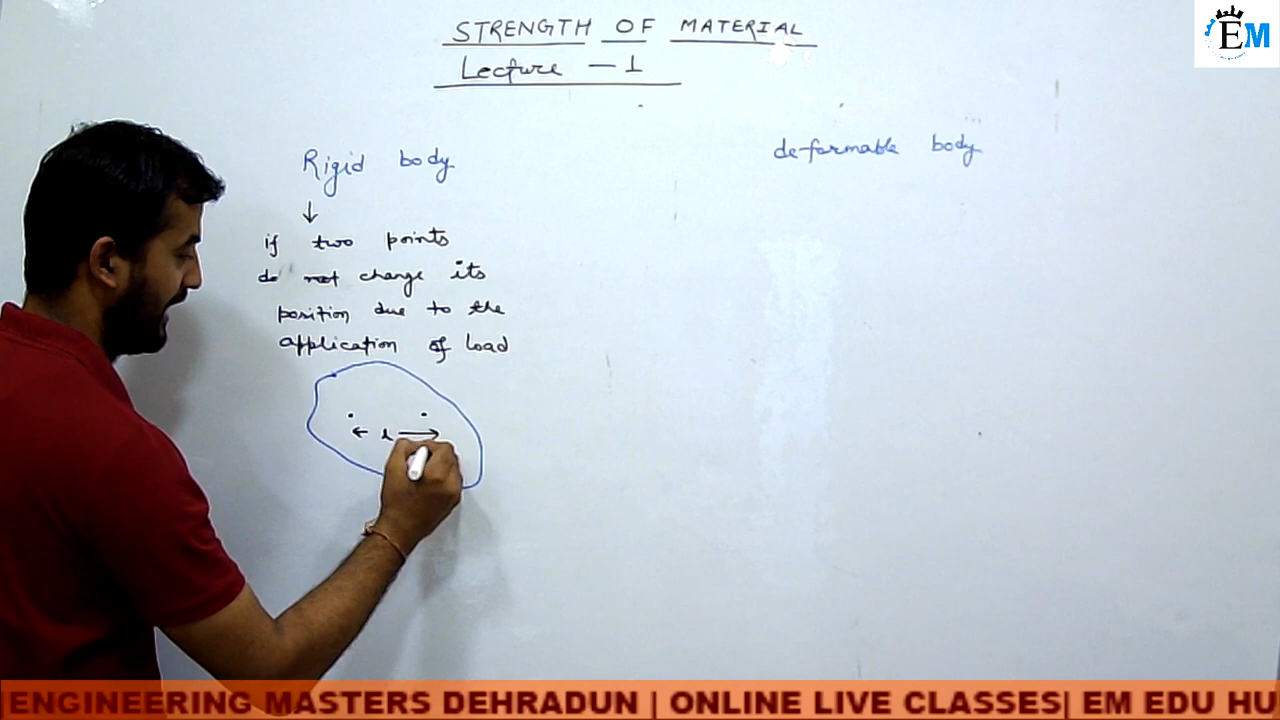 STRENGTH OF MATERIAL
Lecture - 1
EM
Rigid body
↓
if two points
do not change its
position due to the
application of load
deformable body
ENGINEERING MASTERS DEHRADUN | ONLINE LIVE CLASSES| EM EDU HU